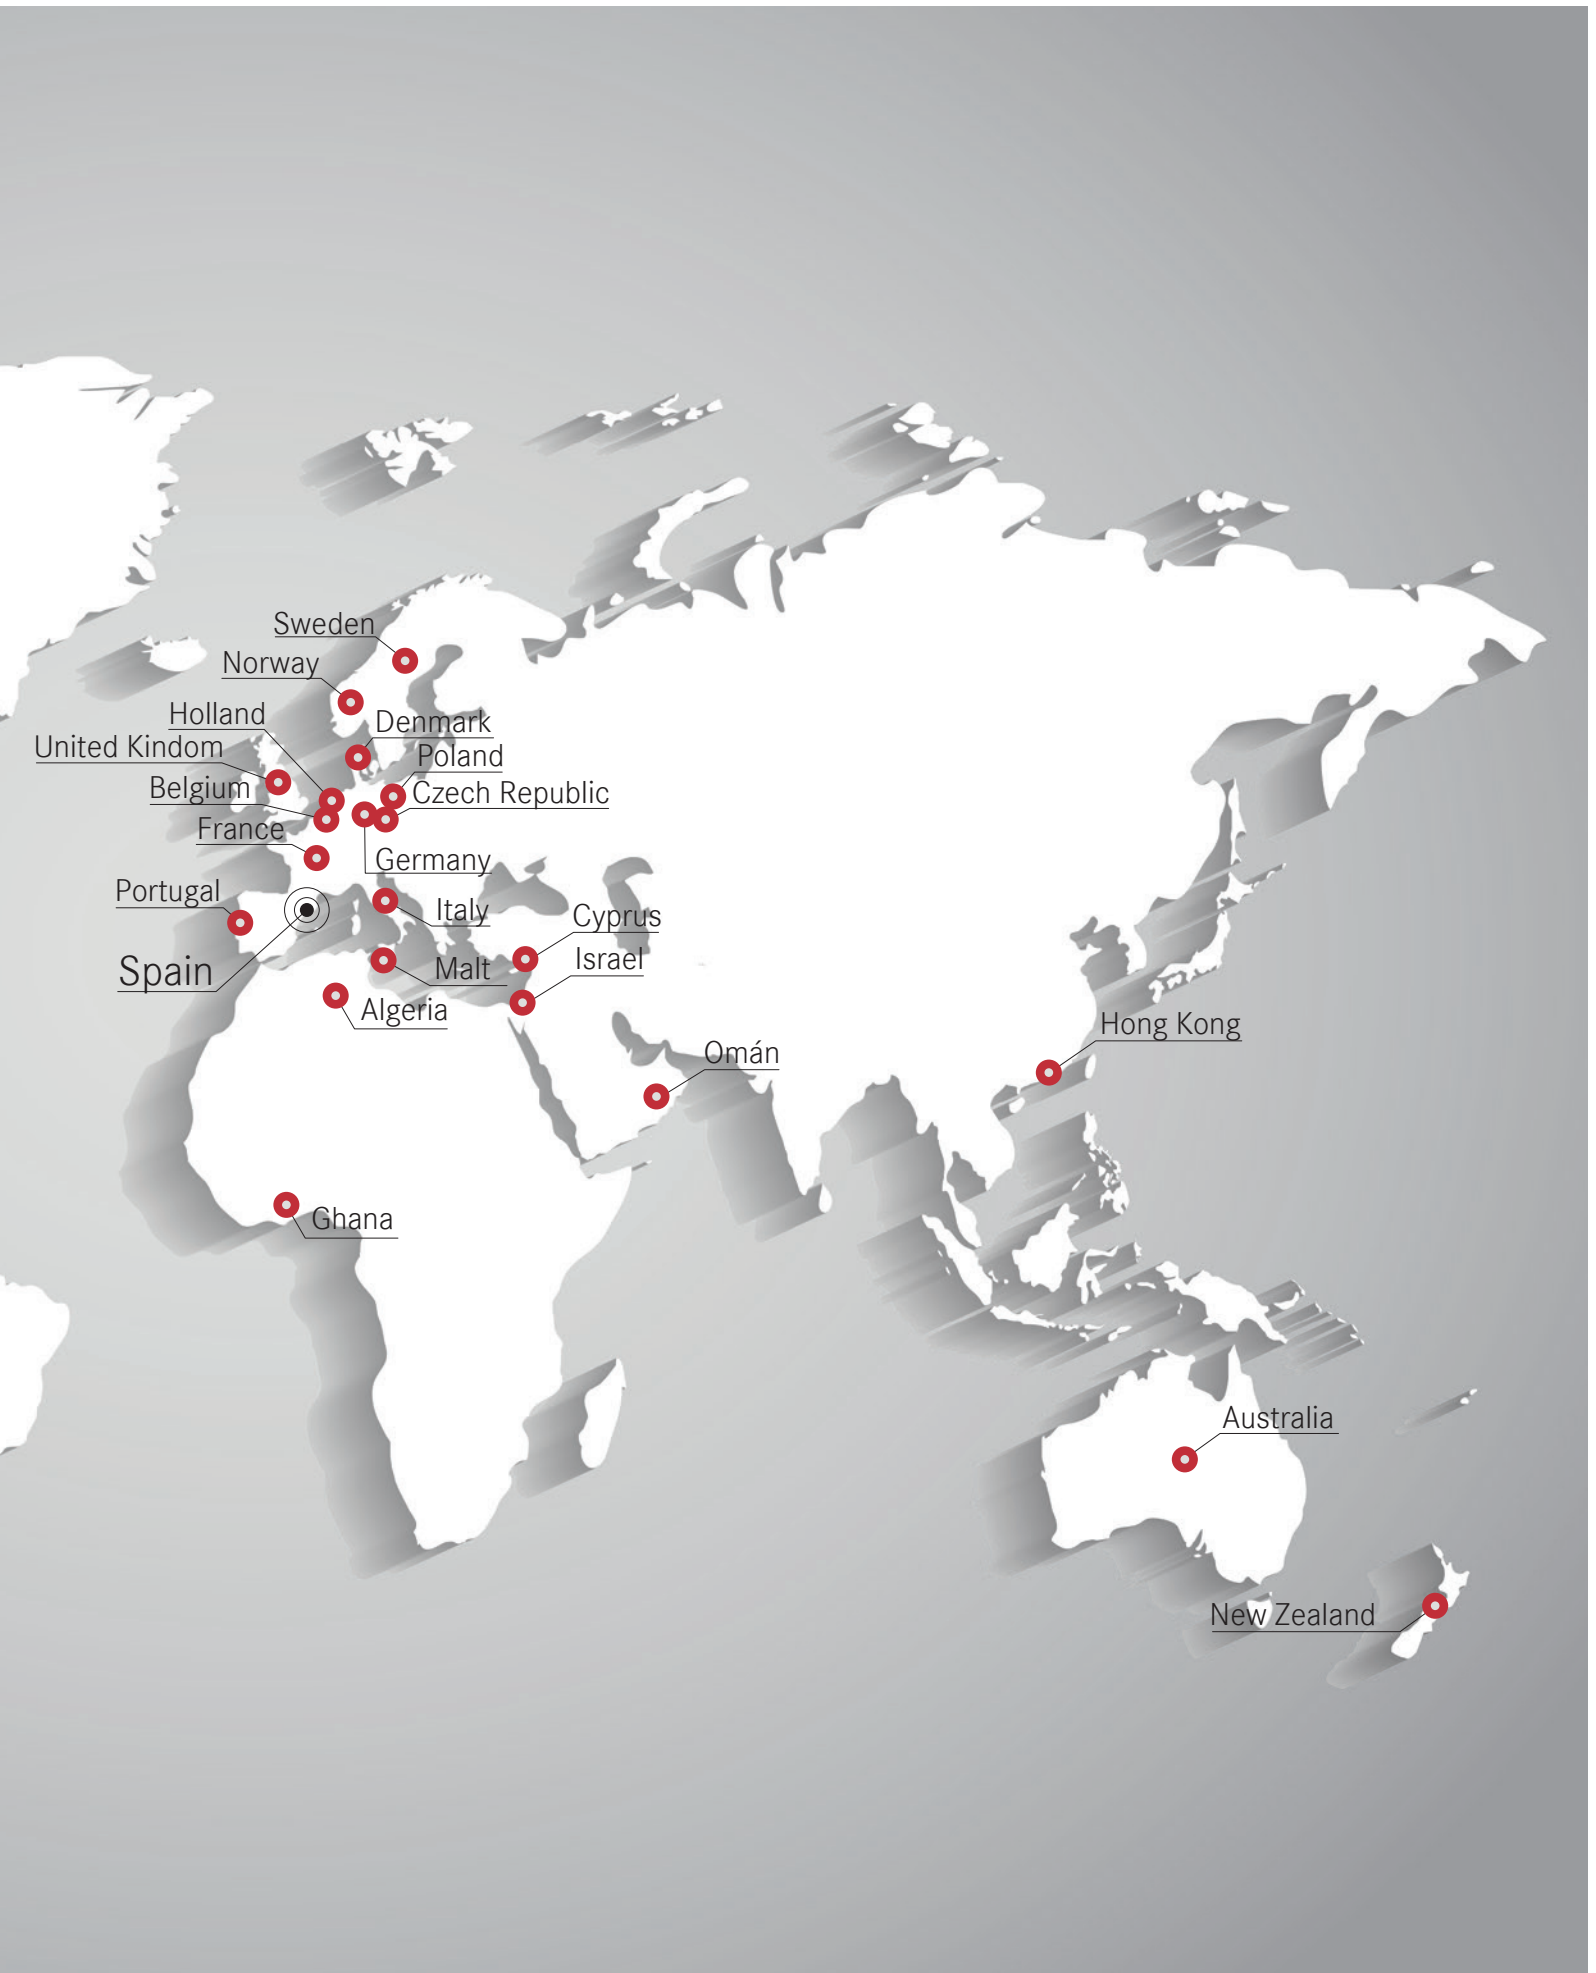 Sweden
Norway
Holland
Denmark
United Kindom
Poland
Belgium
Czech Republic
France
Germany
Portugal
Italy
Cyprus
Spain
Malt
Israel
Algeria
Hong Kong
Omán
Ghana
Australia
New Zealand